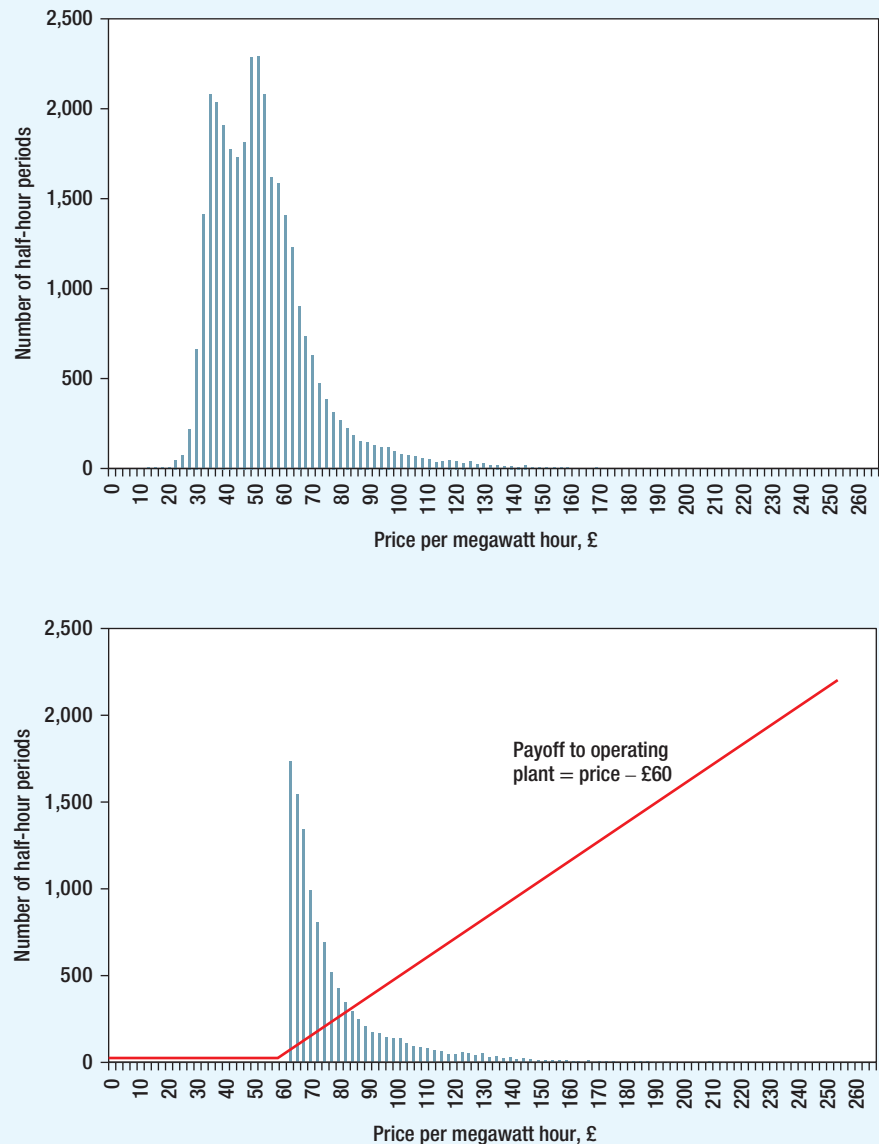 2,500
2,000
1,500
1,000
500
0
Number of half-hour periods
0 10 20 30 40 50 60 70 80 90 100 110 120 130 140 150 160 170 180 190 200 210 220 230 240 250 260
Price per megawatt hour, £
2,500
2,000
1,500
1,000
500
0
Number of half-hour periods
Payoff to operating
plant = price – £60
0 10 20 30 40 50 60 70 80 90 100 110 120 130 140 150 160 170 180 190 200 210 220 230 240 250 260
Price per megawatt hour, £